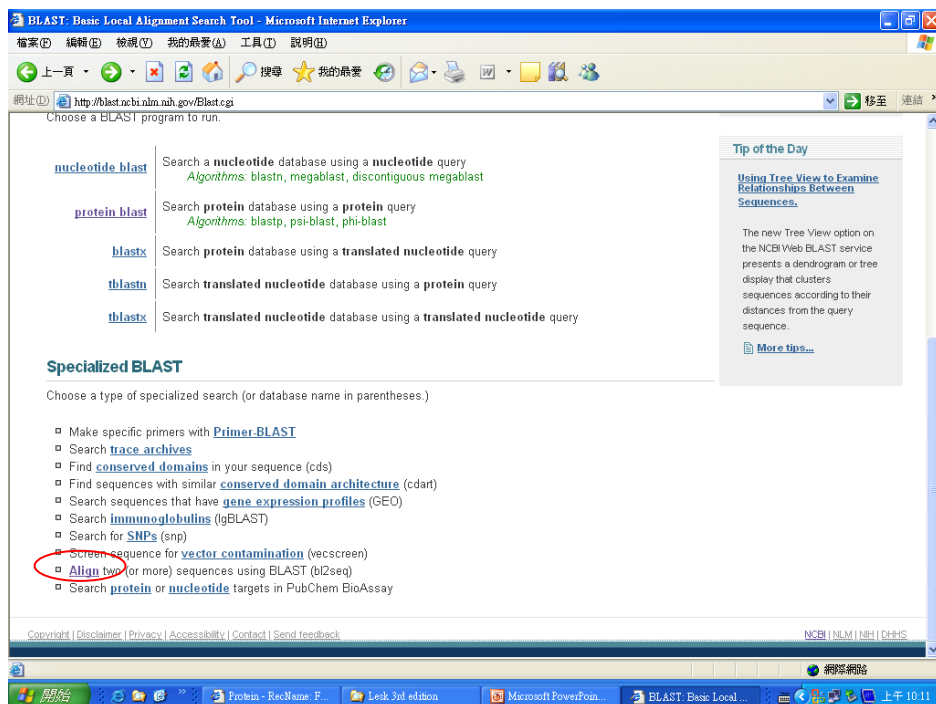 BLAST: Basic Local Alignment Search Tool - Microsoft Internet Explorer
檔案(F) 編輯(E) 檢視(V) 我的最愛(A) 工具(T) 說明(H)
上一頁 搜尋 我的最愛
網址(D) http://blast.ncbi.nlm.nih.gov/Blast.cgi 移至 連結
Choose a BLAST program to run.
nucleotide blast Search a nucleotide database using a nucleotide query
Algorithms: blastn, megablast, discontiguous megablast
protein blast Search protein database using a protein query
Algorithms: blastp, psi-blast, phi-blast
blastx Search protein database using a translated nucleotide query
tblastn Search translated nucleotide database using a protein query
tblastx Search translated nucleotide database using a translated nucleotide query
Tip of the Day
Using Tree View to Examine
Relationships Between
Sequences.
The new Tree View option on
the NCBI Web BLAST service
presents a dendrogram or tree
display that clusters
sequences according to their
distances from the query
sequence.
More tips...
Specialized BLAST
Choose a type of specialized search (or database name in parentheses.)
Make specific primers with Primer-BLAST
Search trace archives
Find conserved domains in your sequence (cds)
Find sequences with similar conserved domain architecture (cdart)
Search sequences that have gene expression profiles (GEO)
Search immunoglobulins (IgBLAST)
Search for SNPs (snp)
Screen sequence for vector contamination (vecscreen)
Align two (or more) sequences using BLAST (bl2seq)
Search protein or nucleotide targets in PubChem BioAssay
Copyright | Disclaimer | Privacy | Accessibility | Contact | Send feedback NCBI | NLM | NIH | DHHS
網際網路
開始 Protein - RecName: F... Lesk 3rd edition Microsoft PowerPoin... BLAST: Basic Local ... 上午 10:11